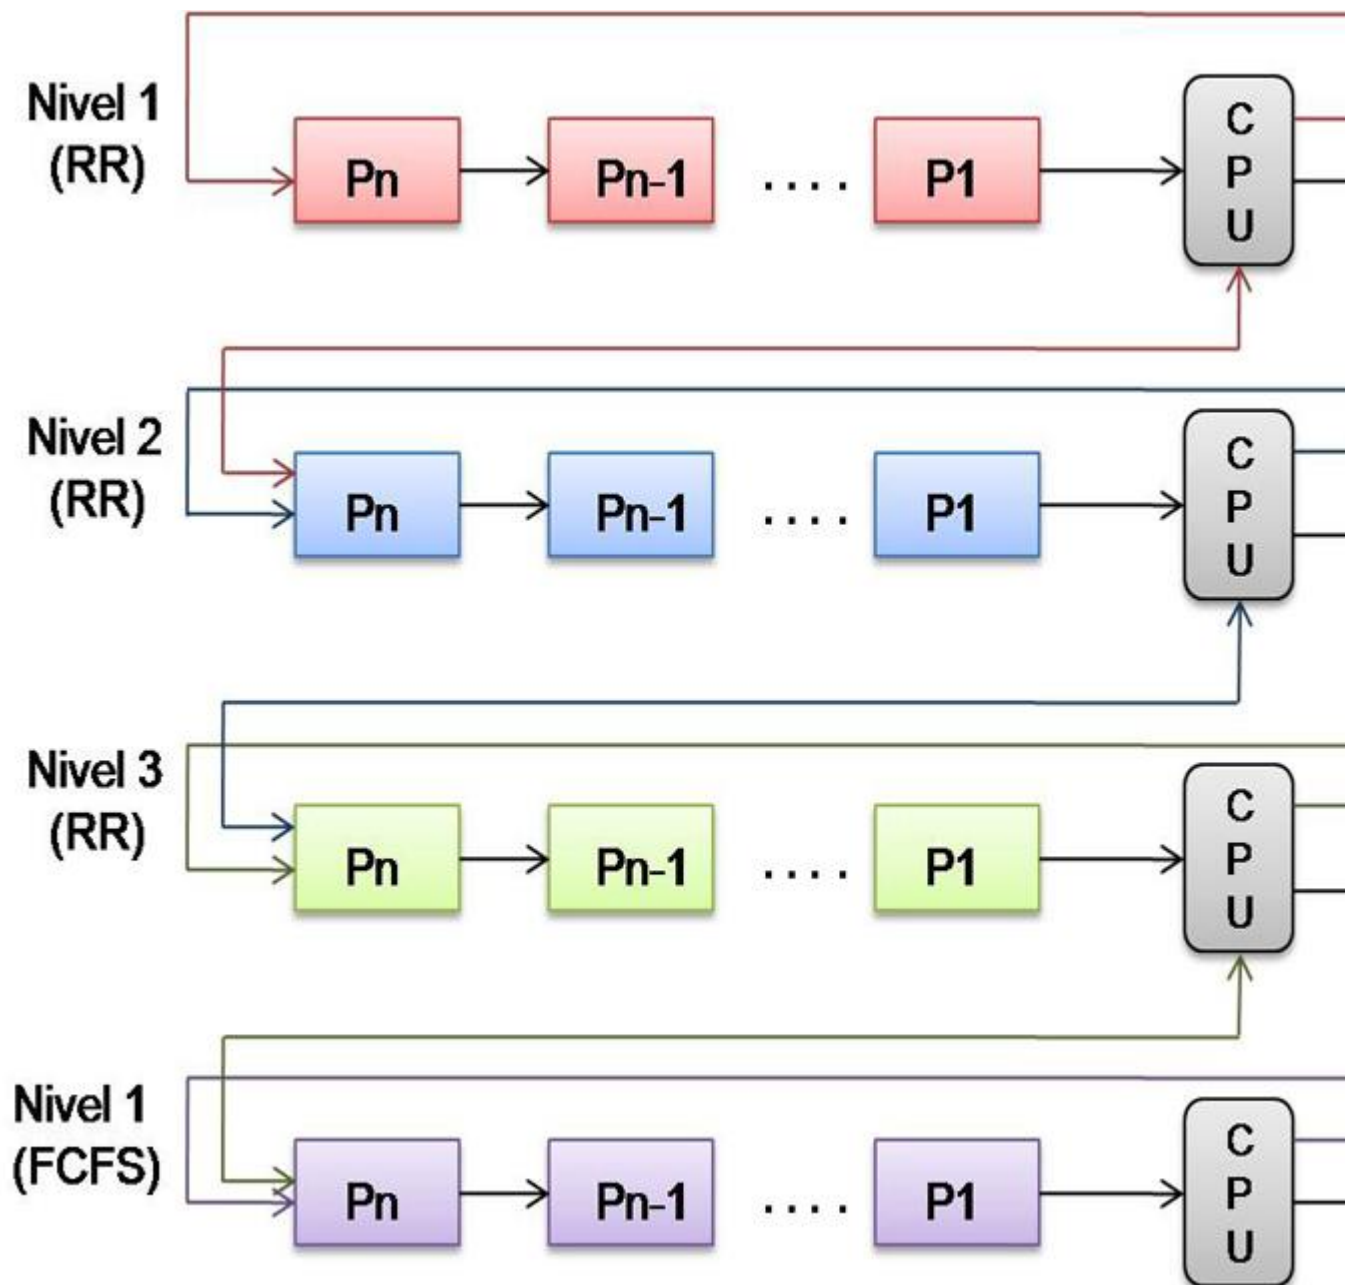 Nivel 1
(RR)
Pn
Pn-1
....
P1
C
P
U
Nivel 2
(RR)
Pn
Pn-1
....
P1
C
P
U
Nivel 3
(RR)
Pn
Pn-1
....
P1
C
P
U
Nivel 1
(FCFS)
Pn
Pn-1
....
P1
C
P
U